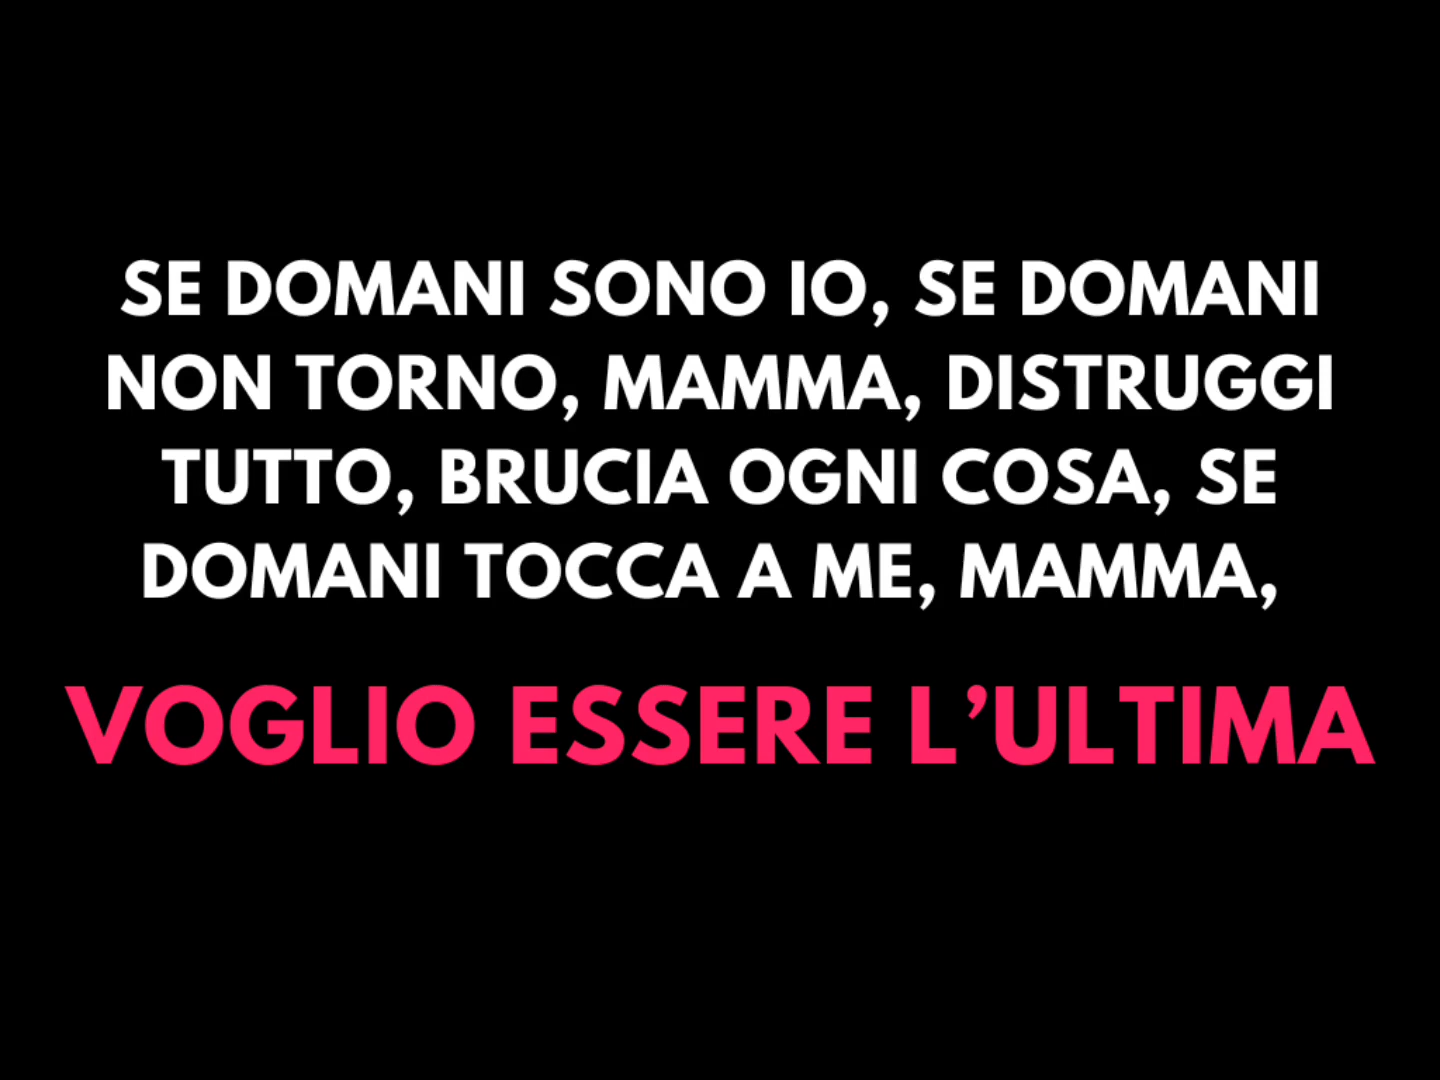 SE DOMANI SONO IO, SE DOMANI
NON TORNO, MAMMA, DISTRUGGI
TUTTO, BRUCIA OGNI COSA, SE
DOMANI TOCCA A ME, MAMMA,
VOGLIO ESSERE L’ULTIMA